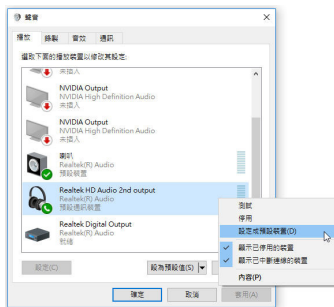 聲音
播放 錄製 音效 通訊
選取下面的播放裝置以修改其設定:
未插入
NVIDIA Output
NVIDIA High Definition Audio
未插入
NVIDIA Output
NVIDIA High Definition Audio
未插入
喇叭
Realtek(R) Audio
預設裝置
Realtek HD Audio 2nd output
Realtek(R) Audio
預設通訊裝置
Realtek Digital Output
Realtek(R) Audio
就緒
測試
停用
設定成預設裝置(D)
顯示已停用的裝置
顯示已中斷連線的裝置
內容(P)
設定(C) 設為預設值(S)
確定 取消 套用(A)